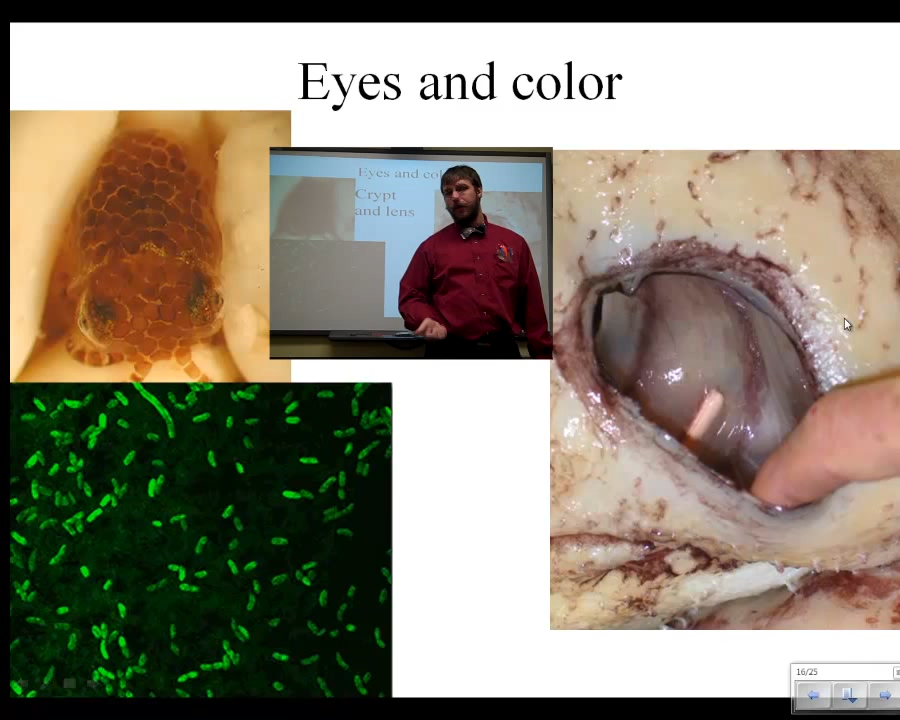 Eyes and color
Eyes and col
Crypt
and lens
16/25